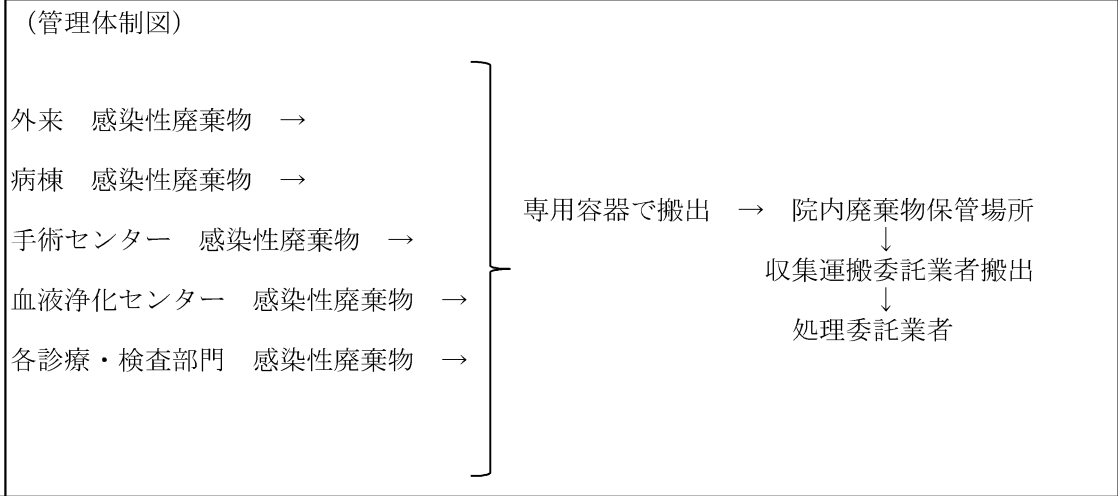 （管理体制図）
外来　感染性廃棄物　→
病棟　感染性廃棄物　→
手術センター　感染性廃棄物　→
血液浄化センター　感染性廃棄物　→
各診療・検査部門　感染性廃棄物　→
専用容器で搬出　→　院内廃棄物保管場所
↓
収集運搬委託業者搬出
↓
処理委託業者